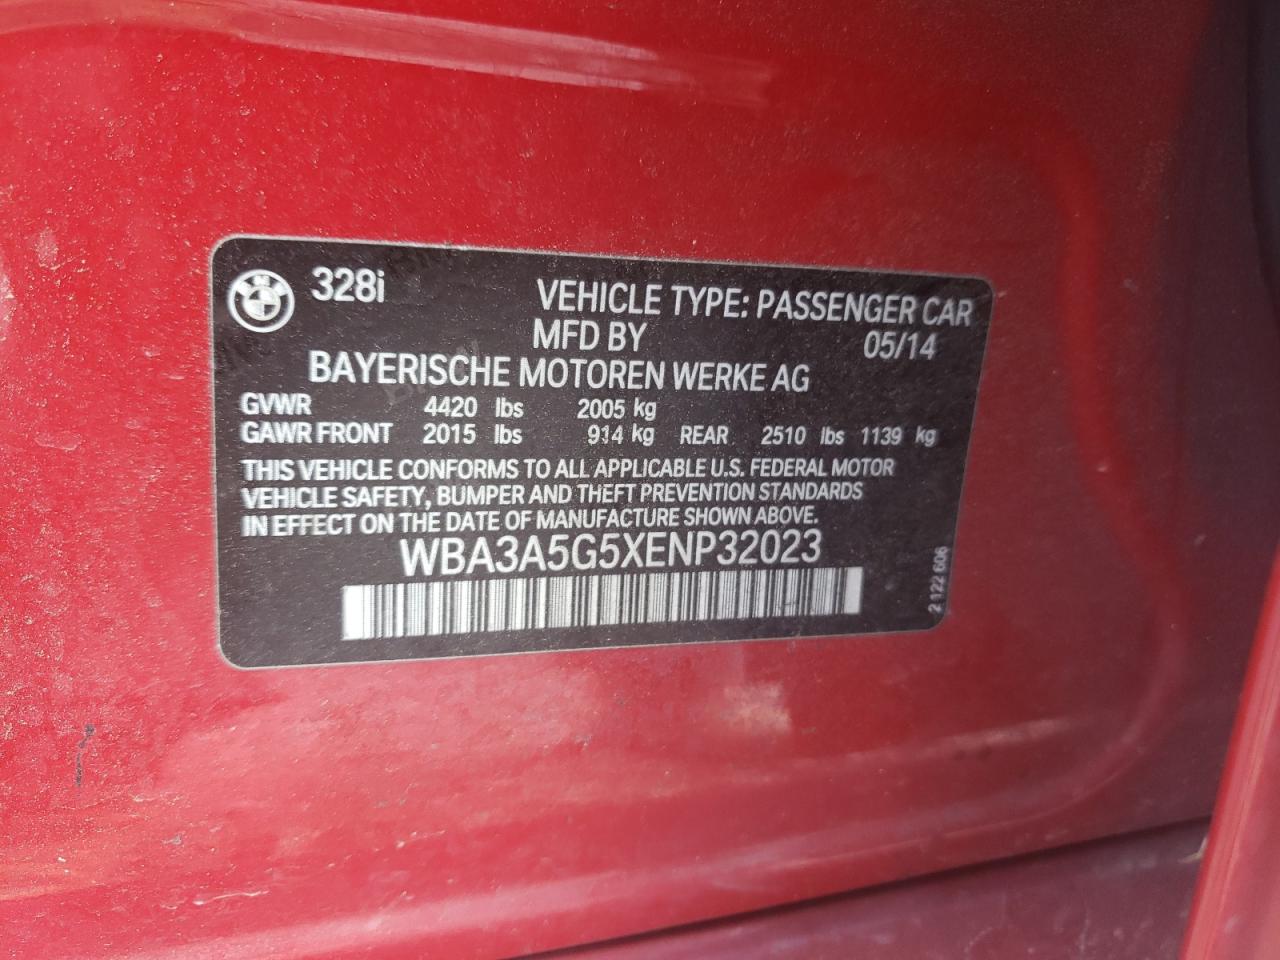 328i
VEHICLE TYPE: PASSENGER CAR
MFD BY 05/14
BAYERISCHE MOTOREN WERKE AG
GVWR 4420 lbs 2005 kg
GAWR FRONT 2015 lbs 914 kg REAR 2510 lbs 1139 kg
THIS VEHICLE CONFORMS TO ALL APPLICABLE U.S. FEDERAL MOTOR
VEHICLE SAFETY, BUMPER AND THEFT PREVENTION STANDARDS
IN EFFECT ON THE DATE OF MANUFACTURE SHOWN ABOVE.
WBA3A5G5XENP32023
2 122 606